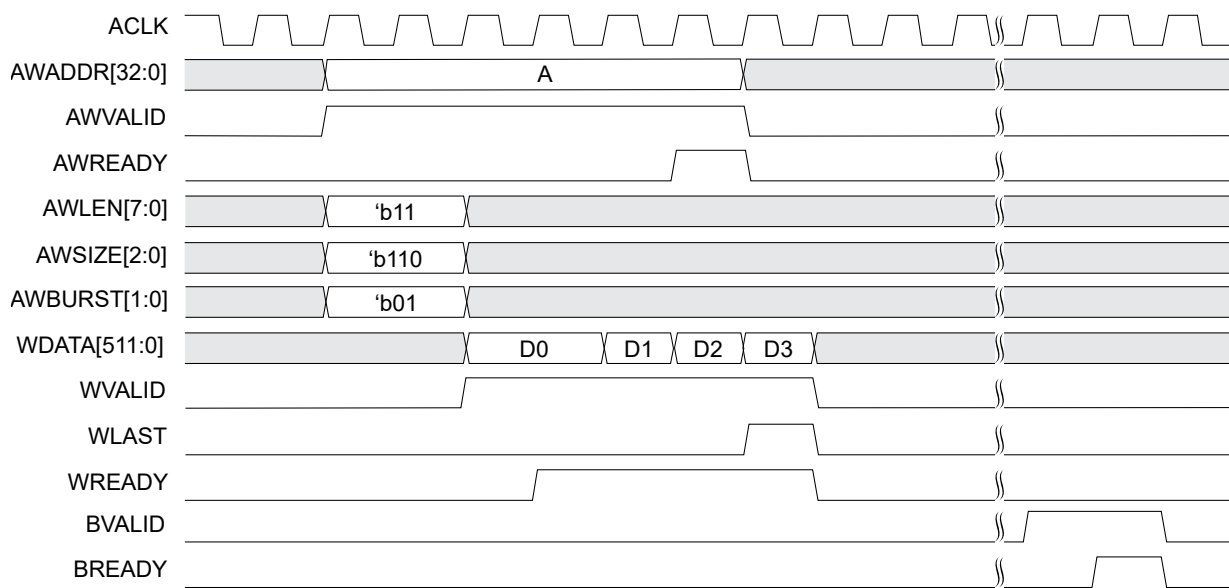 ACLK
AWADDR[32:0] A
AWVALID
AWREADY
AWLEN[7:0] ‘b11
AWSIZE[2:0] ‘b110
AWBURST[1:0] ‘b01
WDATA[511:0] D0 D1 D2 D3
WVALID
WLAST
WREADY
BVALID
BREADY